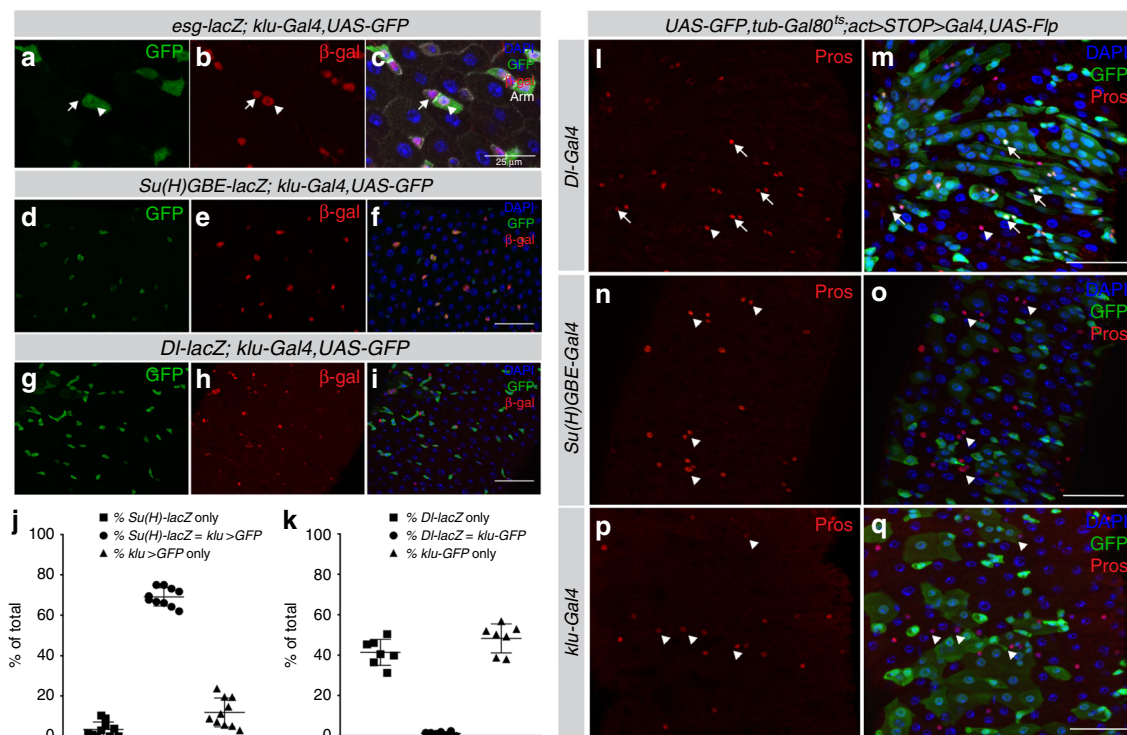 esg-lacZ; klu-Gal4,UAS-GFP
a GFP b β-gal c DAPI
GFP
β-gal
Arm
25 µm
Su(H)GBE-lacZ; klu-Gal4,UAS-GFP
d GFP e β-gal f DAPI
GFP
β-gal
Dl-lacZ; klu-Gal4,UAS-GFP
g GFP h β-gal i DAPI
GFP
β-gal
j
% Su(H)-lacZ only
% Su(H)-lacZ = klu >GFP
% klu >GFP only
% of total
100
80
60
40
20
0
k
% Dl-lacZ only
% Dl-lacZ = klu-GFP
% klu-GFP only
% of total
100
80
60
40
20
0
UAS-GFP,tub-Gal80ts;act>STOP>Gal4,UAS-Flp
Dl-Gal4
l Pros m DAPI
GFP
Pros
Su(H)GBE-Gal4
n Pros o DAPI
GFP
Pros
klu-Gal4
p Pros q DAPI
GFP
Pros